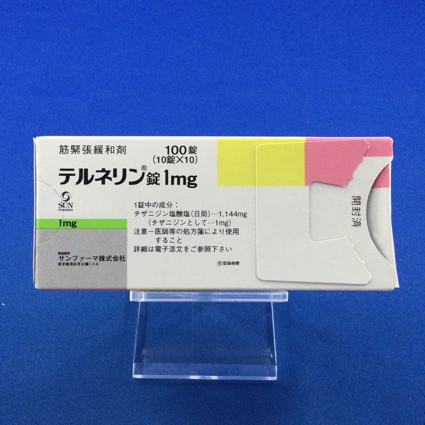 筋緊張緩和剤
100錠
(10錠×10)
テルネリン®錠1mg
SUN
PHARMA
1mg
1錠中の成分：
チザニジン塩酸塩(日局)…1.144mg
(チザニジンとして…1mg)
注意－医師等の処方箋により使用
すること
詳細は電子添文をご参照下さい
サンファーマ株式会社
®登録商標
開封済